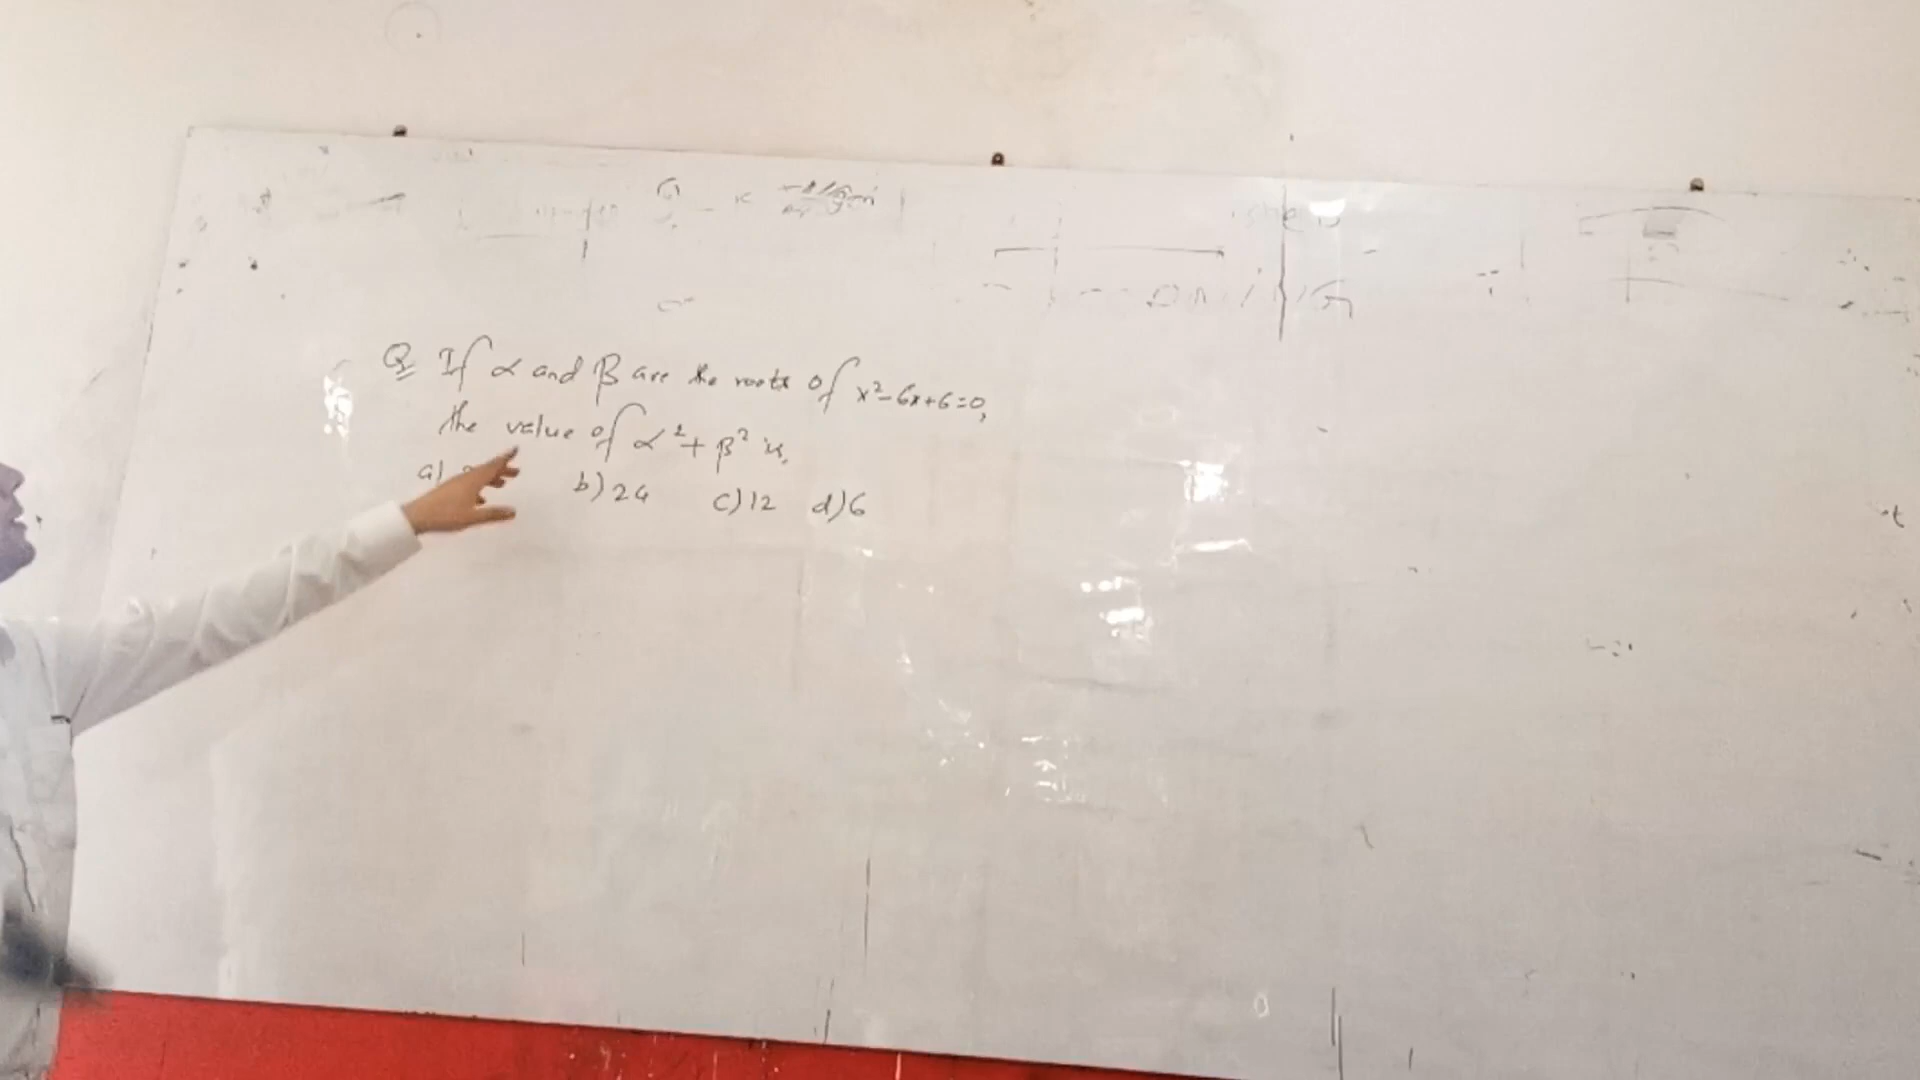 Q If α and β are the roots of x²-6x+6=0,
the value of α²+β² is,
a) b) 24 c) 12 d) 6